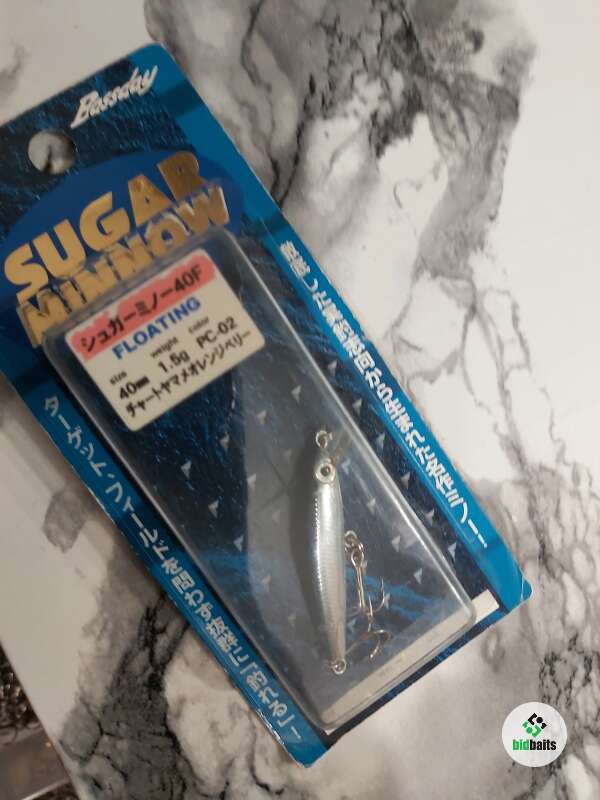 Bassday
SUGAR
MINNOW
シュガーミノー40F
FLOATING
size weight color
40mm 1.5g PC-02
チャートヤマメオレンジベリー
ターゲット、フィールドを問わず抜群に「釣れる」!!
bidbaits